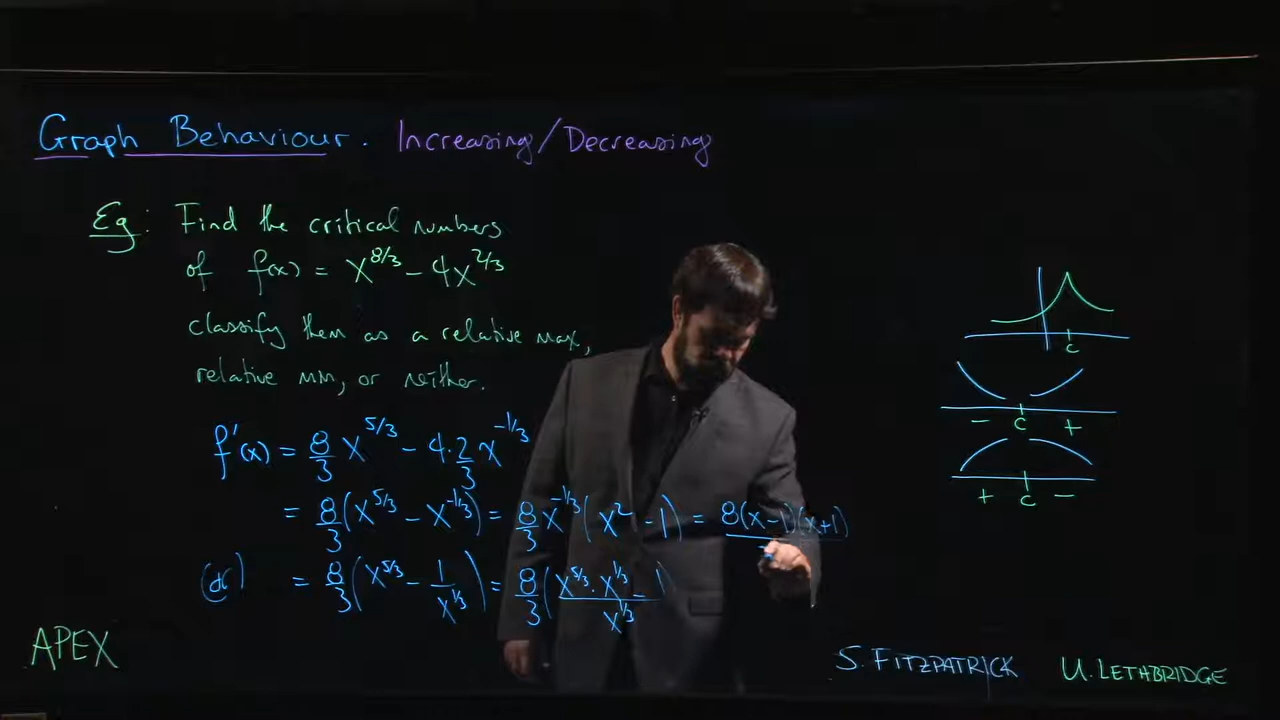 Graph Behaviour. Increasing/Decreasing
Eg: Find the critical numbers
of f(x) = x^{8/3} - 4x^{2/3}
classify them as a relative max,
relative min, or neither.
f'(x) = 8/3 x^{5/3} - 4·2/3 x^{-1/3}
= 8/3 (x^{5/3} - x^{-1/3}) = 8/3 x^{-1/3} (x² - 1) = 8(x-1)(x+1)
(or) = 8/3 (x^{5/3} - 1/x^{1/3}) = 8/3 ((x^{5/3} · x^{1/3} - 1)/x^{1/3}
c
- c +
+ c -
APEX
S. FITZPATRICK U. LETHBRIDGE